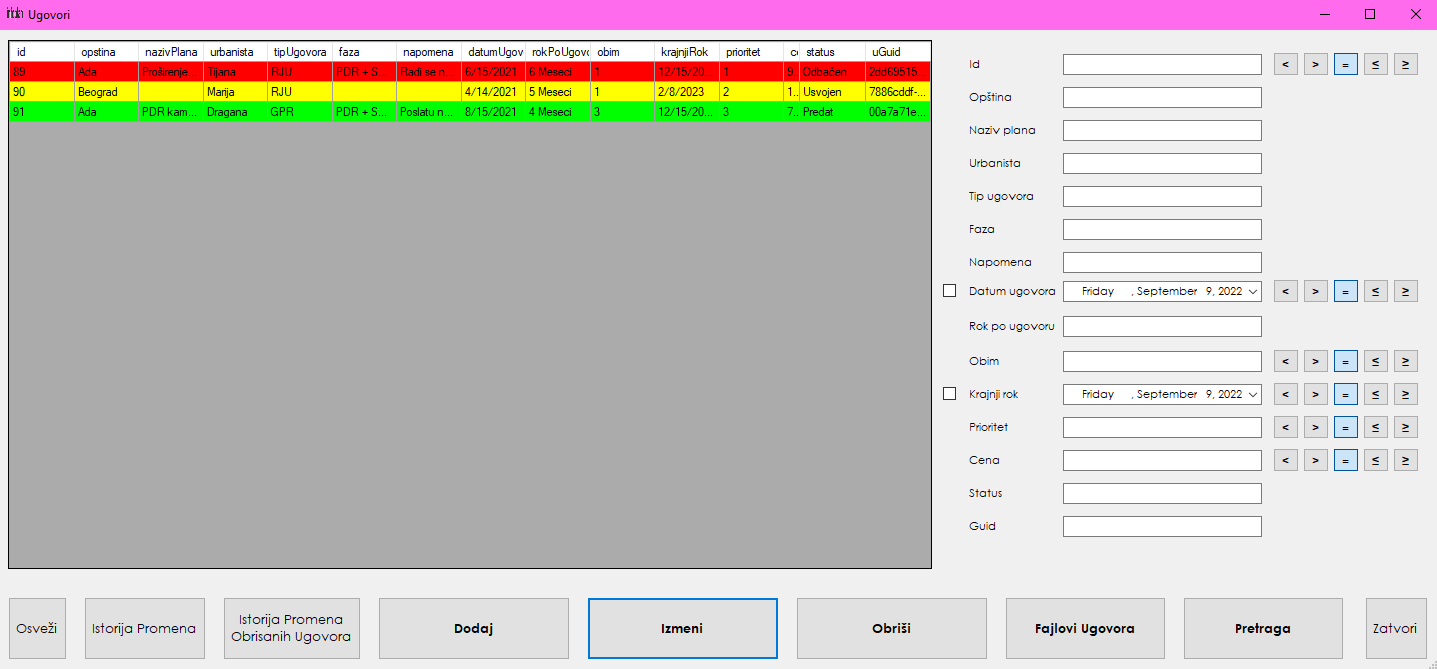 Ugovori
id opstina nazivPlana urbanista tipUgovora faza napomena datumUgov rokPoUgovo obim krajnjiRok prioritet ce status uGuid
89 Ada Proširenje... Tijana RJU PDR + S... Radi se n... 6/15/2021 6 Meseci 1 12/15/20... 1 9... Odbačen 2dd69515...
90 Beograd Marija RJU 4/14/2021 5 Meseci 1 2/8/2023 2 1... Usvojen 7886cddf-...
91 Ada PDR kam... Dragana GPR PDR + S... Poslatu n... 8/15/2021 4 Meseci 3 12/15/20... 3 7... Predat 00a7a71e...
Id < > = ≤ ≥
Opština
Naziv plana
Urbanista
Tip ugovora
Faza
Napomena
Datum ugovora Friday , September 9, 2022 < > = ≤ ≥
Rok po ugovoru
Obim < > = ≤ ≥
Krajnji rok Friday , September 9, 2022 < > = ≤ ≥
Prioritet < > = ≤ ≥
Cena < > = ≤ ≥
Status
Guid
Osveži
Istorija Promena
Istorija Promena
Obrisanih Ugovora
Dodaj
Izmeni
Obriši
Fajlovi Ugovora
Pretraga
Zatvori